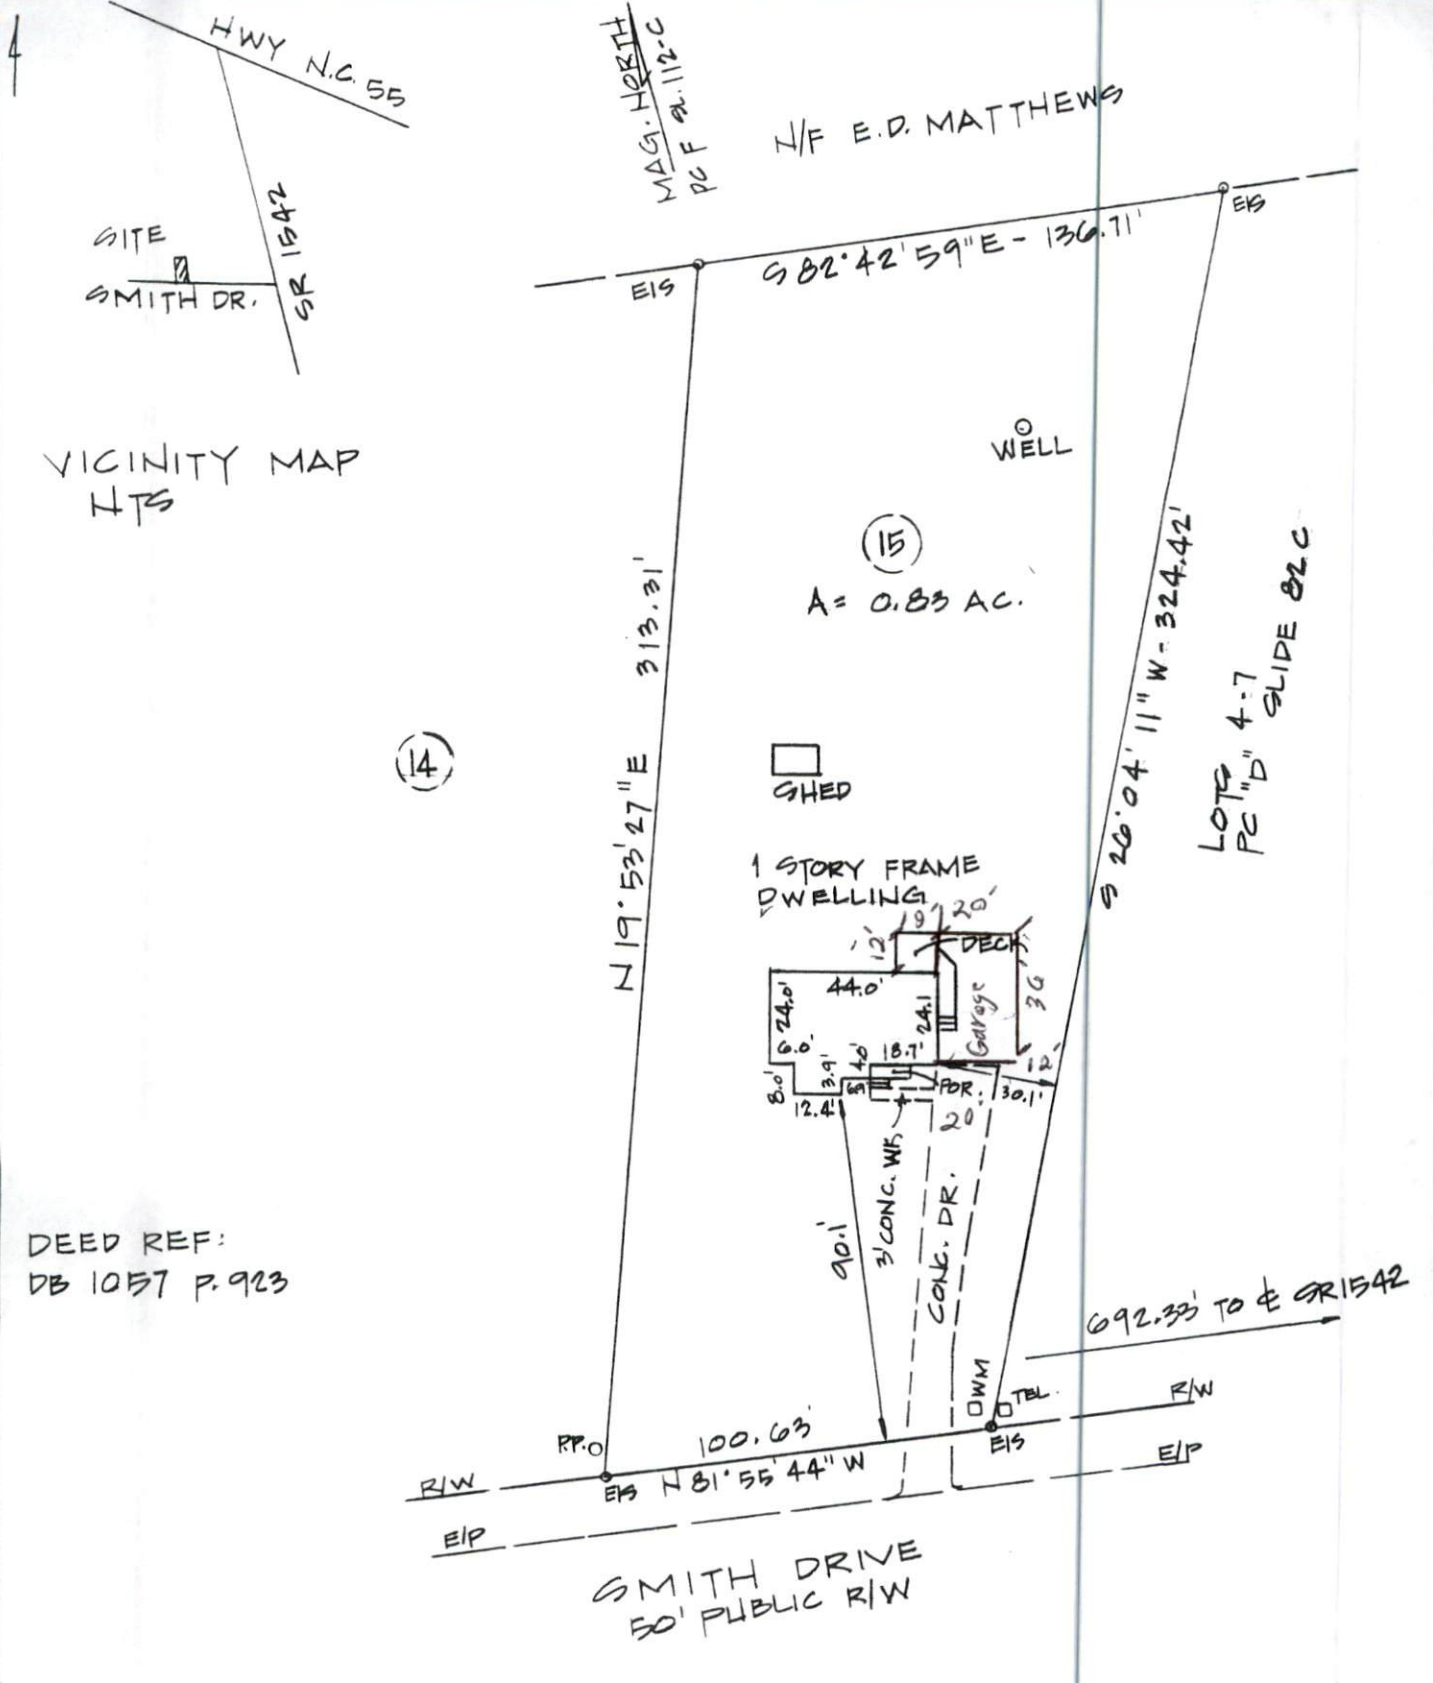 HWY N.C. 55
SR 1542
SITE
SMITH DR.
VICINITY MAP
NTS
MAG. NORTH
PC F SL. 112-C
N/F E.D. MATTHEWS
EIS
EIS
S 82°42'59"E - 136.71'
WELL
15
A = 0.83 AC.
14
N 19°53'27"E 313.31'
S 26°04'11"W - 324.42'
LOTS 4-7
PC "D" SLIDE 82C
SHED
1 STORY FRAME
DWELLING
19' 20'
12'
DECK
44.0'
24.0'
24.1
Garage
36'
6.0'
18.7'
4.0'
3.9'
8.0'
12.4'
POR.
12'
30.1'
20'
3' CONC. WK
CONC. DR.
90.1'
DEED REF:
DB 1057 P. 923
692.33' TO ℄ SR1542
WM
TEL.
R/W
EIS
E/P
P.P.
100.63'
N 81°55'44" W
EIS
R/W
E/P
SMITH DRIVE
50' PUBLIC R/W